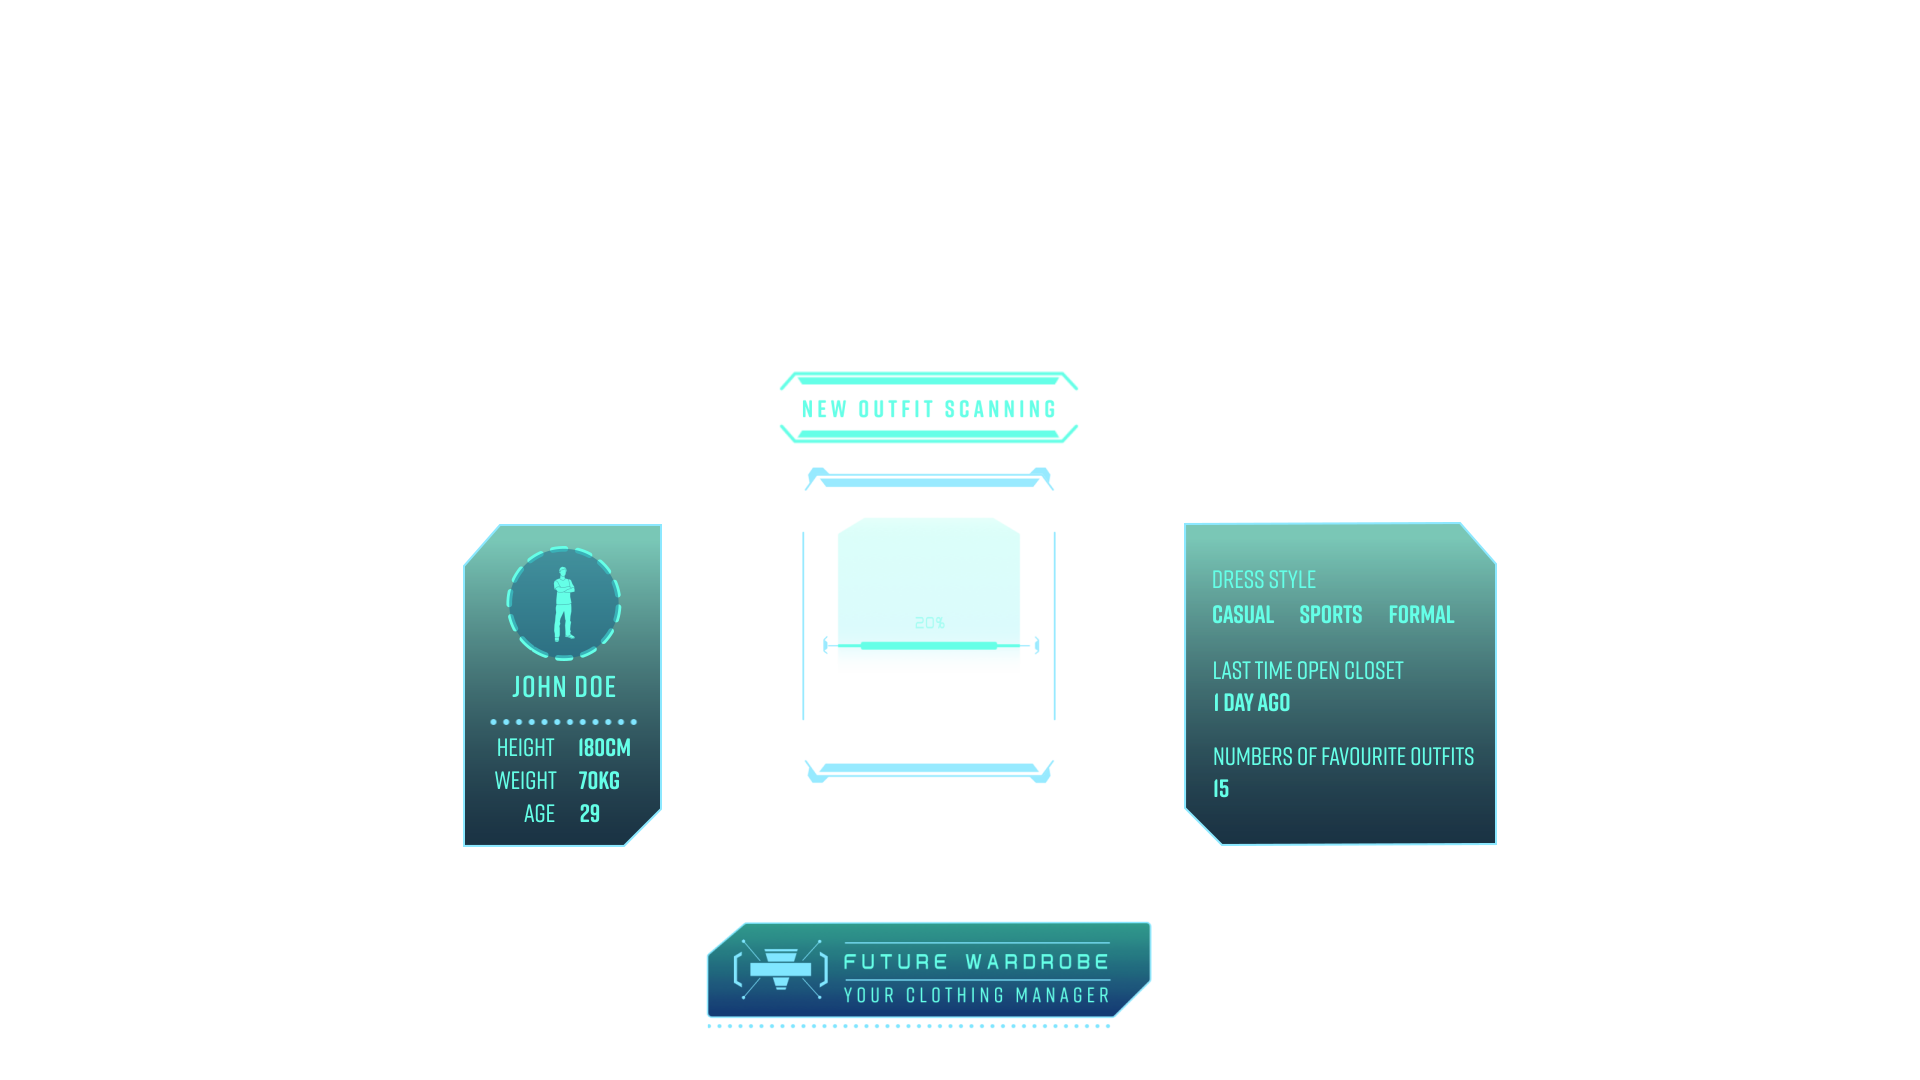 NEW OUTFIT SCANNING
20%
JOHN DOE
HEIGHT 180CM
WEIGHT 70KG
AGE 29
DRESS STYLE
CASUAL SPORTS FORMAL
LAST TIME OPEN CLOSET
1 DAY AGO
NUMBERS OF FAVOURITE OUTFITS
15
FUTURE WARDROBE
YOUR CLOTHING MANAGER